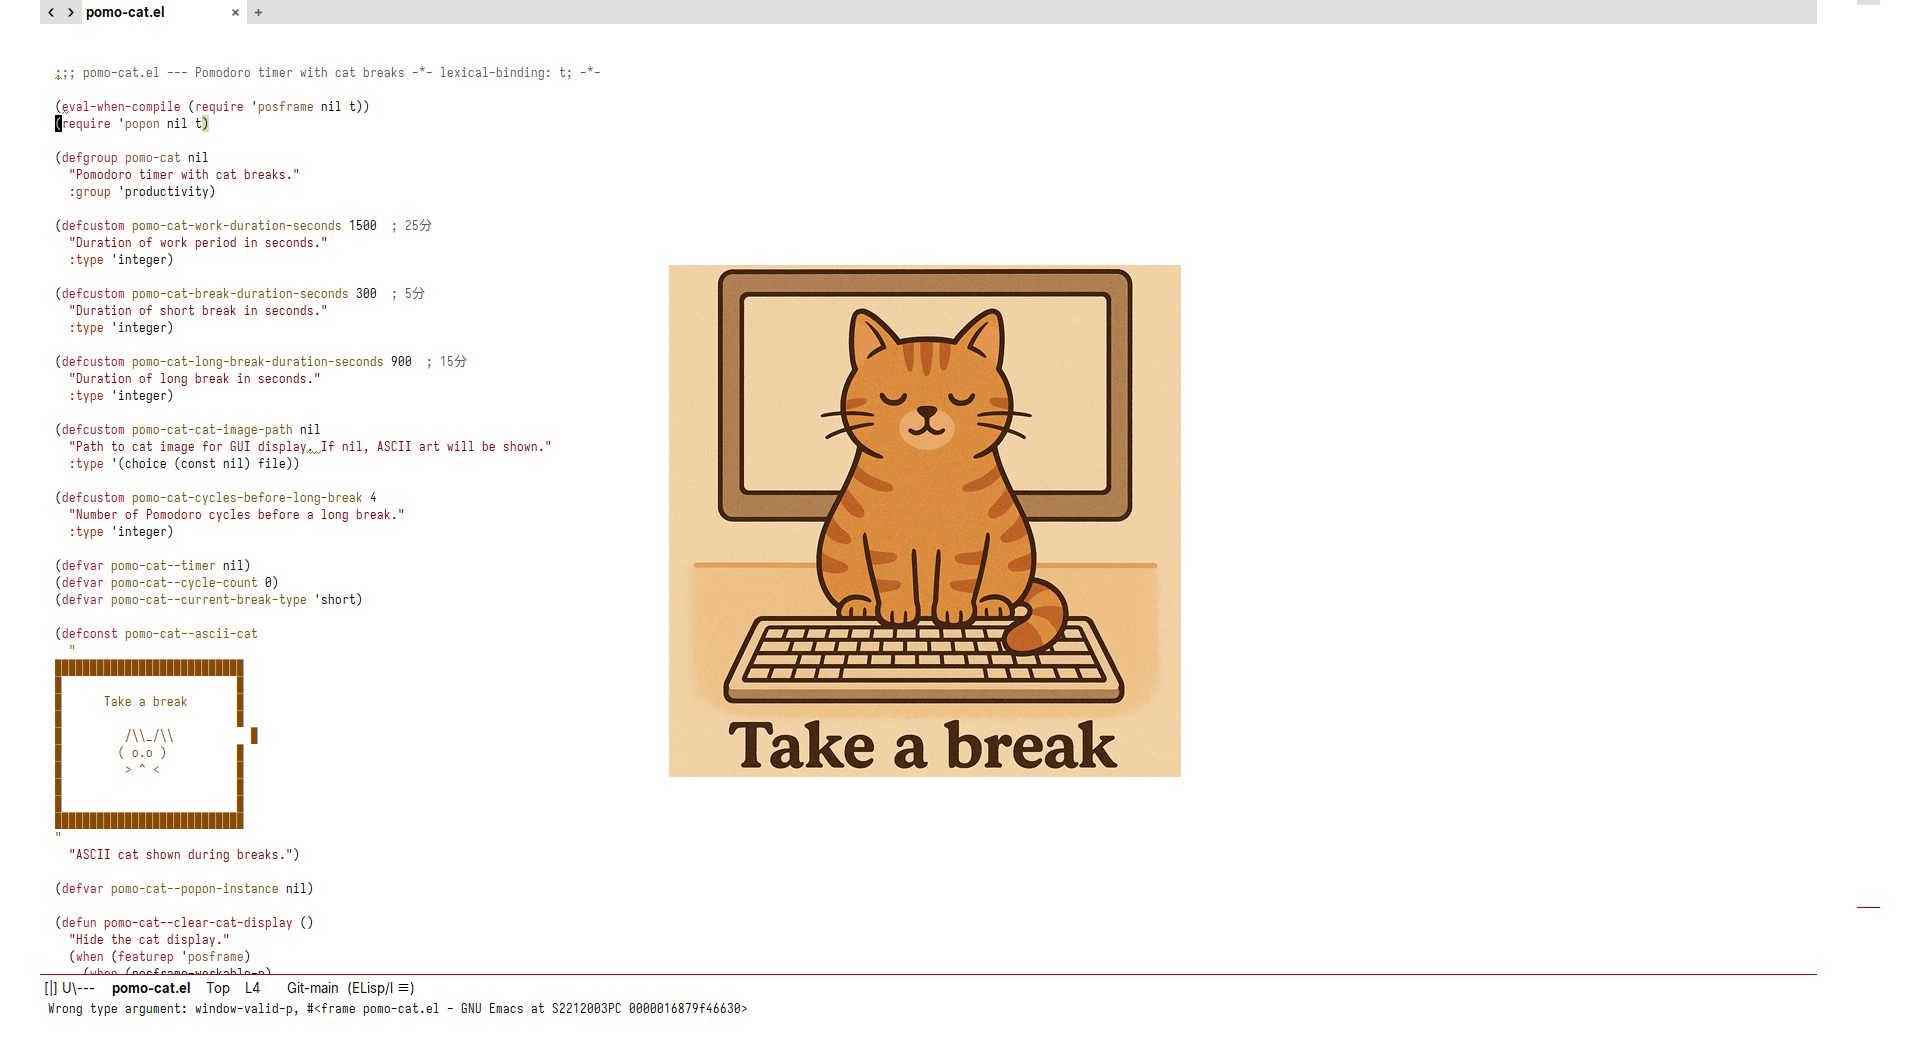 pomo-cat.el
;;; pomo-cat.el --- Pomodoro timer with cat breaks -*- lexical-binding: t; -*-
(eval-when-compile (require 'posframe nil t))
(require 'popon nil t)
(defgroup pomo-cat nil
"Pomodoro timer with cat breaks."
:group 'productivity)
(defcustom pomo-cat-work-duration-seconds 1500  ; 25分
"Duration of work period in seconds."
:type 'integer)
(defcustom pomo-cat-break-duration-seconds 300  ; 5分
"Duration of short break in seconds."
:type 'integer)
(defcustom pomo-cat-long-break-duration-seconds 900  ; 15分
"Duration of long break in seconds."
:type 'integer)
(defcustom pomo-cat-cat-image-path nil
"Path to cat image for GUI display. If nil, ASCII art will be shown."
:type '(choice (const nil) file))
(defcustom pomo-cat-cycles-before-long-break 4
"Number of Pomodoro cycles before a long break."
:type 'integer)
(defvar pomo-cat--timer nil)
(defvar pomo-cat--cycle-count 0)
(defvar pomo-cat--current-break-type 'short)
(defconst pomo-cat--ascii-cat
"
Take a break
/\\_/\\
( o.o )
> ^ <
"
"ASCII cat shown during breaks.")
(defvar pomo-cat--popon-instance nil)
(defun pomo-cat--clear-cat-display ()
"Hide the cat display."
(when (featurep 'posframe)
(when (posframe-workable-p)
Take a break
[|] U\--- pomo-cat.el Top L4 Git-main (ELisp/l ≡)
Wrong type argument: window-valid-p, #<frame pomo-cat.el - GNU Emacs at S2212003PC 0000016879f46630>